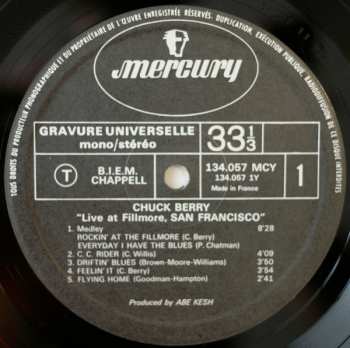 TOUS DROITS DU PRODUCTEUR PHONOGRAPHIQUE ET DU PROPRIÉTAIRE DE L'ŒUVRE ENREGISTRÉE RÉSERVÉS. DUPLICATION, EXÉCUTION PUBLIQUE, RADIODIFFUSION DE CE DISQUE
mercury
GRAVURE UNIVERSELLE
mono/stéréo
33 1/3
T
B.I.E.M.
CHAPPELL
134.057 MCY
134.057 1Y
Made in France
1
CHUCK BERRY
"Live at Fillmore, SAN FRANCISCO"
1. Medley 8'28
ROCKIN' AT THE FILLMORE (C. Berry)
EVERYDAY I HAVE THE BLUES (P. Chatman)
2. C. C. RIDER (C. Willis) 4'09
3. DRIFTIN' BLUES (Brown-Moore-Williams) 3'50
4. FEELIN' IT (C. Berry) 3'54
5. FLYING HOME (Goodman-Hampton) 2'41
Produced by ABE KESH